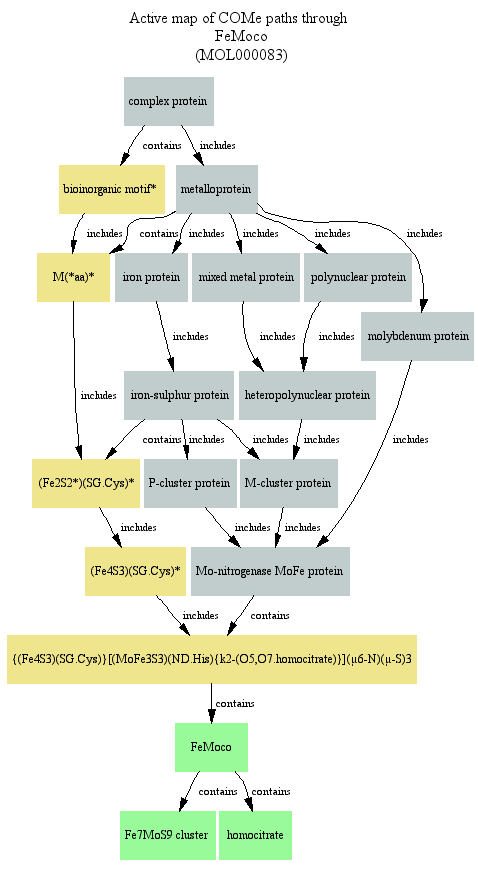 Active map of COMe paths through
FeMoco
(MOL000083)
complex protein
contains
includes
bioinorganic motif*
metalloprotein
includes
contains
includes
includes
includes
includes
M(*aa)*
iron protein
mixed metal protein
polynuclear protein
molybdenum protein
includes
includes
includes
includes
iron-sulphur protein
heteropolynuclear protein
includes
contains
includes
includes
includes
(Fe2S2*)(SG.Cys)*
P-cluster protein
M-cluster protein
includes
includes
includes
(Fe4S3)(SG.Cys)*
Mo-nitrogenase MoFe protein
includes
contains
{(Fe4S3)(SG.Cys)}[(MoFe3S3)(ND.His){k2-(O5,O7.homocitrate)}](µ6-N)(µ-S)3
contains
FeMoco
contains
contains
Fe7MoS9 cluster
homocitrate